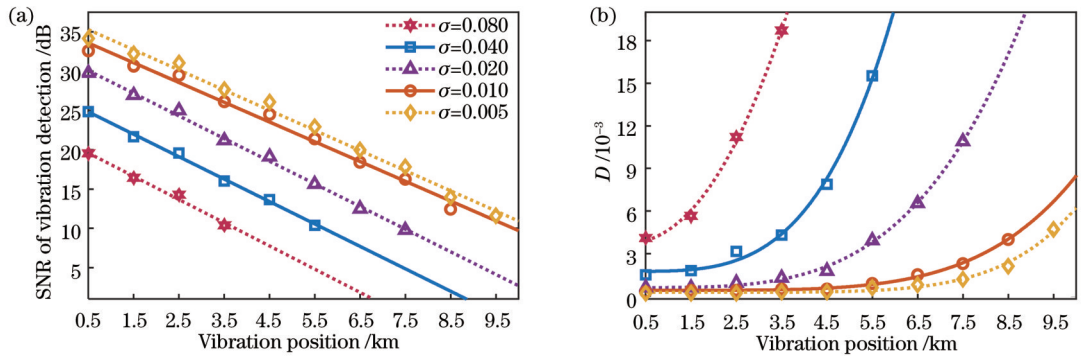 (a)
SNR of vibration detection /dB
35
30
25
20
15
10
5
σ=0.080
σ=0.040
σ=0.020
σ=0.010
σ=0.005
0.5 1.5 2.5 3.5 4.5 5.5 6.5 7.5 8.5 9.5
Vibration position /km
(b)
D /10⁻³
18
15
12
9
6
3
0
0.5 1.5 2.5 3.5 4.5 5.5 6.5 7.5 8.5 9.5
Vibration position /km